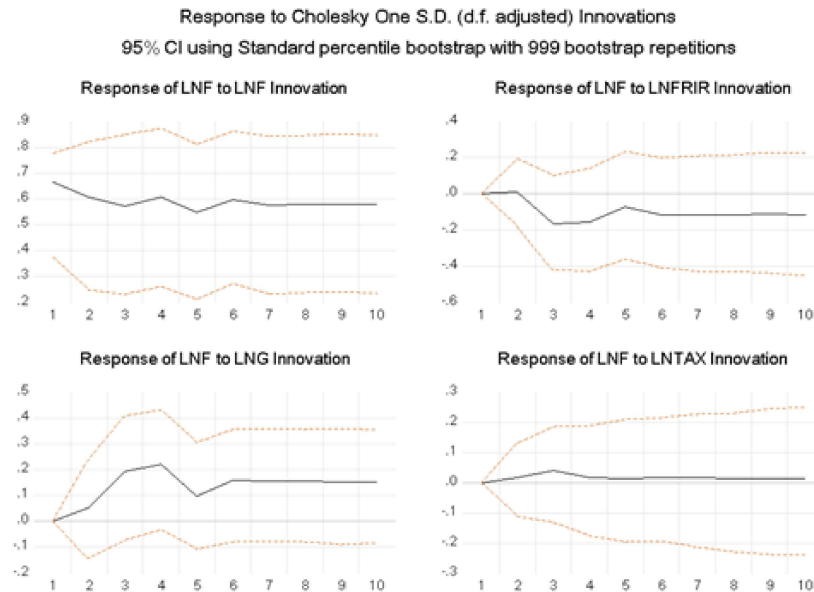 Response to Cholesky One S.D. (d.f. adjusted) Innovations
95% CI using Standard percentile bootstrap with 999 bootstrap repetitions
Response of LNF to LNF Innovation
.9
.8
.7
.6
.5
.4
.3
.2
1 2 3 4 5 6 7 8 9 10
Response of LNF to LNFRIR Innovation
.4
.2
.0
-.2
-.4
-.6
1 2 3 4 5 6 7 8 9 10
Response of LNF to LNG Innovation
.5
.4
.3
.2
.1
.0
-.1
-.2
1 2 3 4 5 6 7 8 9 10
Response of LNF to LNTAX Innovation
.3
.2
.1
.0
-.1
-.2
-.3
1 2 3 4 5 6 7 8 9 10